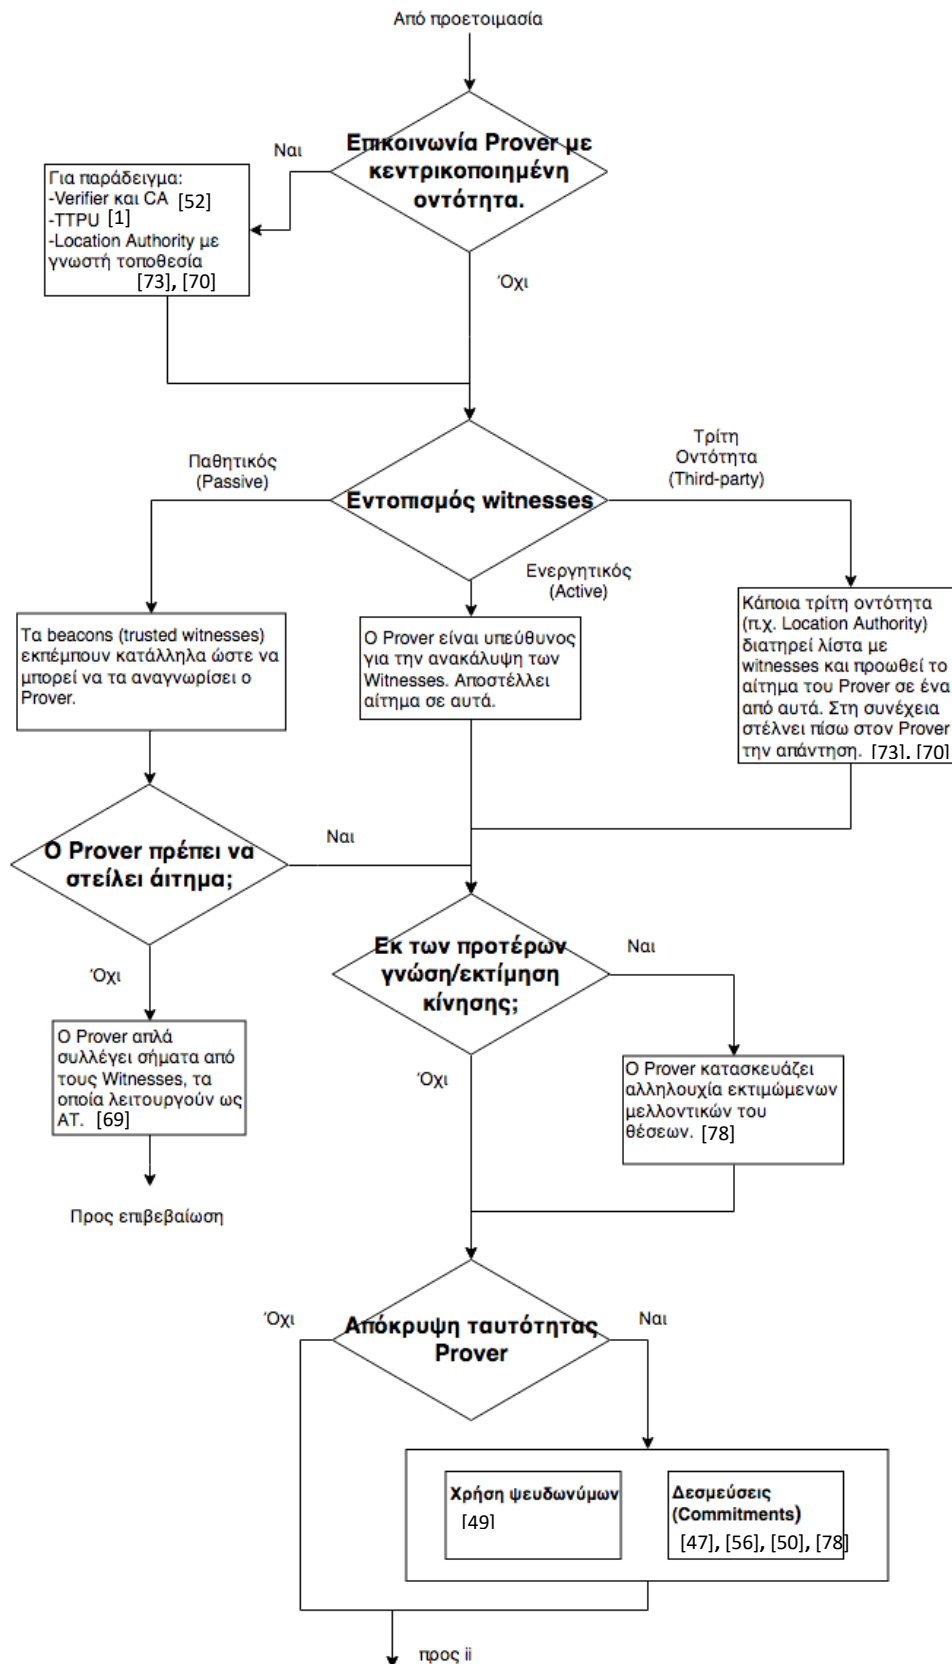 Από προετοιμασία
Επικοινωνία Prover με
κεντρικοποιημένη
οντότητα.
Ναι
Για παράδειγμα:
-Verifier και CA [52]
-TTPU [1]
-Location Authority με
γνωστή τοποθεσία
[73], [70]
Όχι
Εντοπισμός witnesses
Παθητικός
(Passive)
Τρίτη
Οντότητα
(Third-party)
Ενεργητικός
(Active)
Τα beacons (trusted witnesses)
εκπέμπουν κατάλληλα ώστε να
μπορεί να τα αναγνωρίσει ο
Prover.
Ο Prover είναι υπεύθυνος
για την ανακάλυψη των
Witnesses. Αποστέλλει
αίτημα σε αυτά.
Κάποια τρίτη οντότητα
(π.χ. Location Authority)
διατηρεί λίστα με
witnesses και προωθεί το
αίτημα του Prover σε ένα
από αυτά. Στη συνέχεια
στέλνει πίσω στον Prover
την απάντηση. [73], [70]
Ο Prover πρέπει να
στείλει άιτημα;
Ναι
Όχι
Ο Prover απλά
συλλέγει σήματα από
τους Witnesses, τα
οποία λειτουργούν ως
AT. [69]
Προς επιβεβαίωση
Εκ των προτέρων
γνώση/εκτίμηση
κίνησης;
Ναι
Όχι
Ο Prover κατασκευάζει
αλληλουχία εκτιμώμενων
μελλοντικών του
θέσεων. [78]
Απόκρυψη ταυτότητας
Prover
Όχι
Ναι
Χρήση ψευδωνύμων
[49]
Δεσμεύσεις
(Commitments)
[47], [56], [50], [78]
προς ii